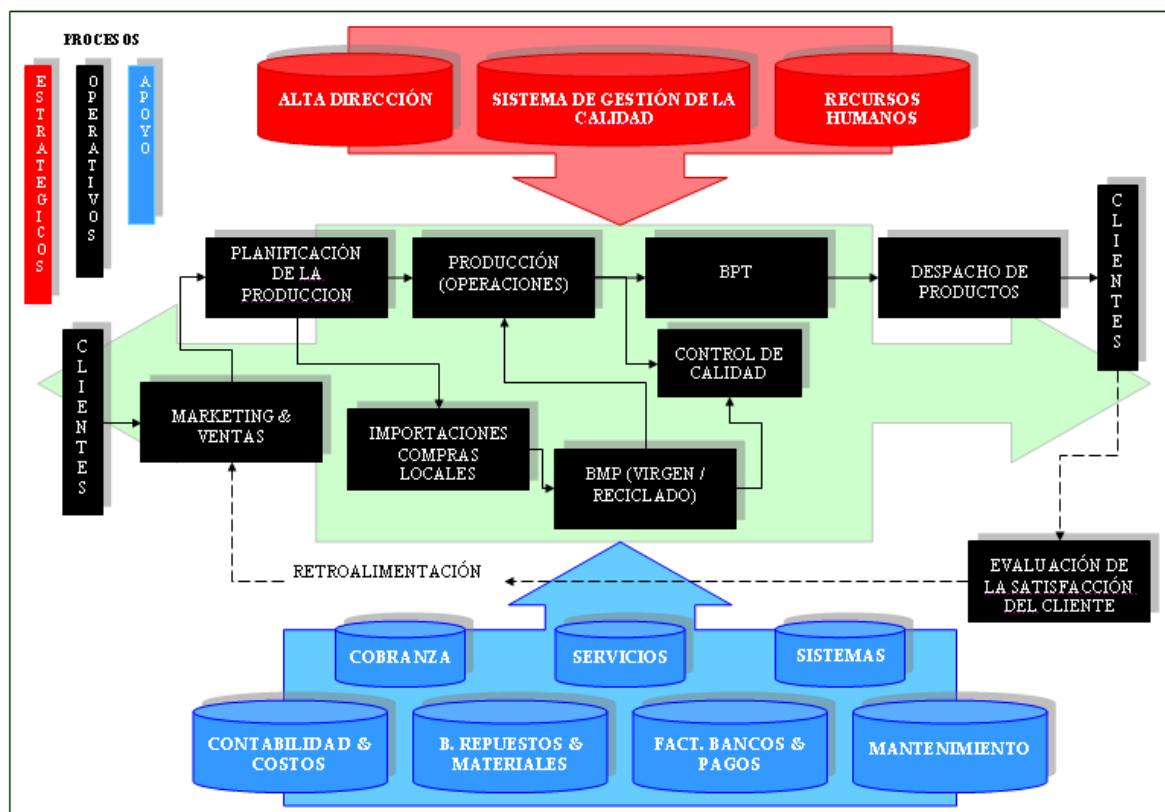 PROCESOS
ESTRATEGICOS
OPERATIVOS
APOYO
ALTA DIRECCIÓN
SISTEMA DE GESTIÓN DE LA
CALIDAD
RECURSOS
HUMANOS
CLIENTES
PLANIFICACIÓN
DE LA
PRODUCCION
PRODUCCIÓN
(OPERACIONES)
BPT
DESPACHO DE
PRODUCTOS
CLIENTES
MARKETING &
VENTAS
IMPORTACIONES
COMPRAS
LOCALES
CONTROL DE
CALIDAD
BMP (VIRGEN /
RECICLADO)
RETROALIMENTACIÓN
EVALUACIÓN DE
LA SATISFACCIÓN
DEL CLIENTE
COBRANZA
SERVICIOS
SISTEMAS
CONTABILIDAD &
COSTOS
B. REPUESTOS &
MATERIALES
FACT. BANCOS &
PAGOS
MANTENIMIENTO